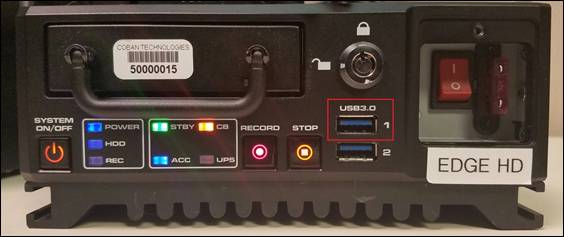 COBAN TECHNOLOGIES
50000015
USB3.0
1
2
SYSTEM
ON/OFF
POWER
HDD
REC
STBY
CB
ACC
UPS
RECORD
STOP
EDGE HD